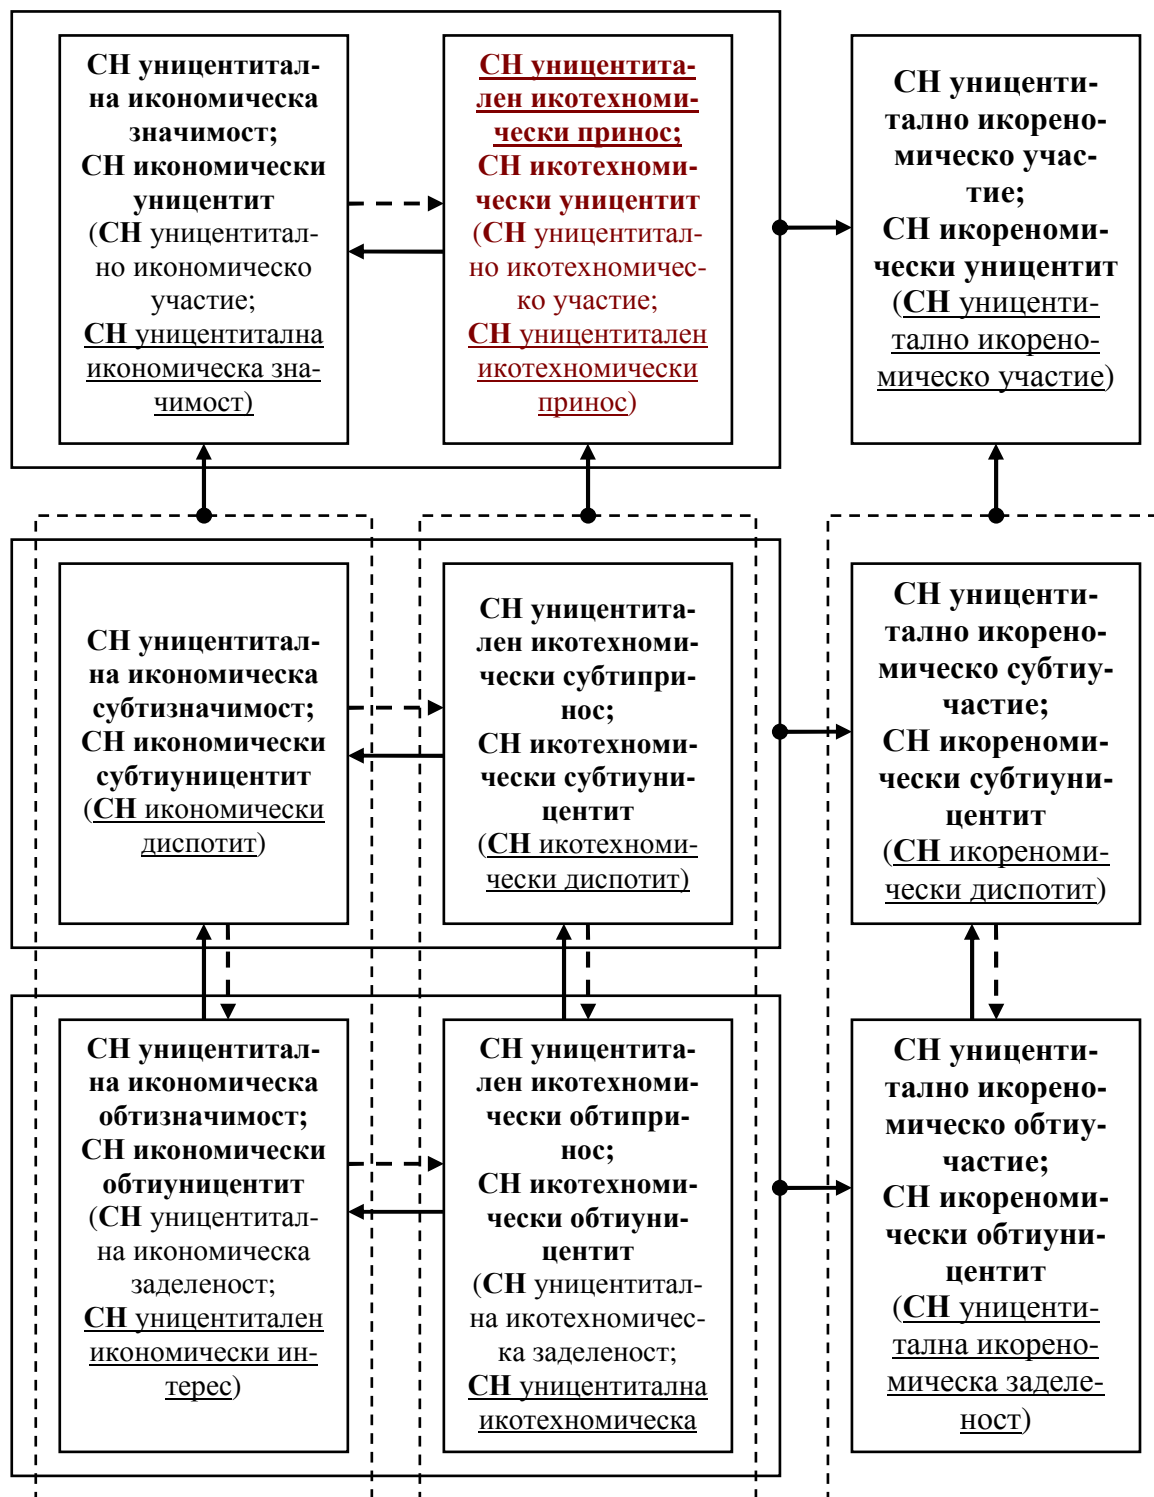 СН уницентитал-
на икономическа
значимост;
СН икономически
уницентит
(СН уницентитал-
но икономическо
участие;
СН уницентитална
икономическа зна-
чимост)
СН уницентита-
лен икотехноми-
чески принос;
СН икотехноми-
чески уницентит
(СН уницентитал-
но икотехномичес-
ко участие;
СН уницентитален
икотехномически
принос)
СН униценти-
тално икорено-
мическо учас-
тие;
СН икореноми-
чески уницентит
(СН униценти-
тално икорено-
мическо участие)
СН уницентитал-
на икономическа
субтизначимост;
СН икономически
субтиуницентит
(СН икономически
диспотит)
СН уницентита-
лен икотехноми-
чески субтипри-
нос;
СН икотехноми-
чески субтиуни-
центит
(СН икотехноми-
чески диспотит)
СН униценти-
тално икорено-
мическо субтиу-
частие;
СН икореноми-
чески субтиуни-
центит
(СН икореноми-
чески диспотит)
СН уницентитал-
на икономическа
обтизначимост;
СН икономически
обтиуницентит
(СН уницентитал-
на икономическа
заделеност;
СН уницентитален
икономически ин-
терес)
СН уницентита-
лен икотехноми-
чески обтипри-
нос;
СН икотехноми-
чески обтиуни-
центит
(СН уницентитал-
на икотехномичес-
ка заделеност;
СН уницентитална
икотехномическа
СН униценти-
тално икорено-
мическо обтиу-
частие;
СН икореноми-
чески обтиуни-
центит
(СН униценти-
тална икорено-
мическа заделе-
ност)